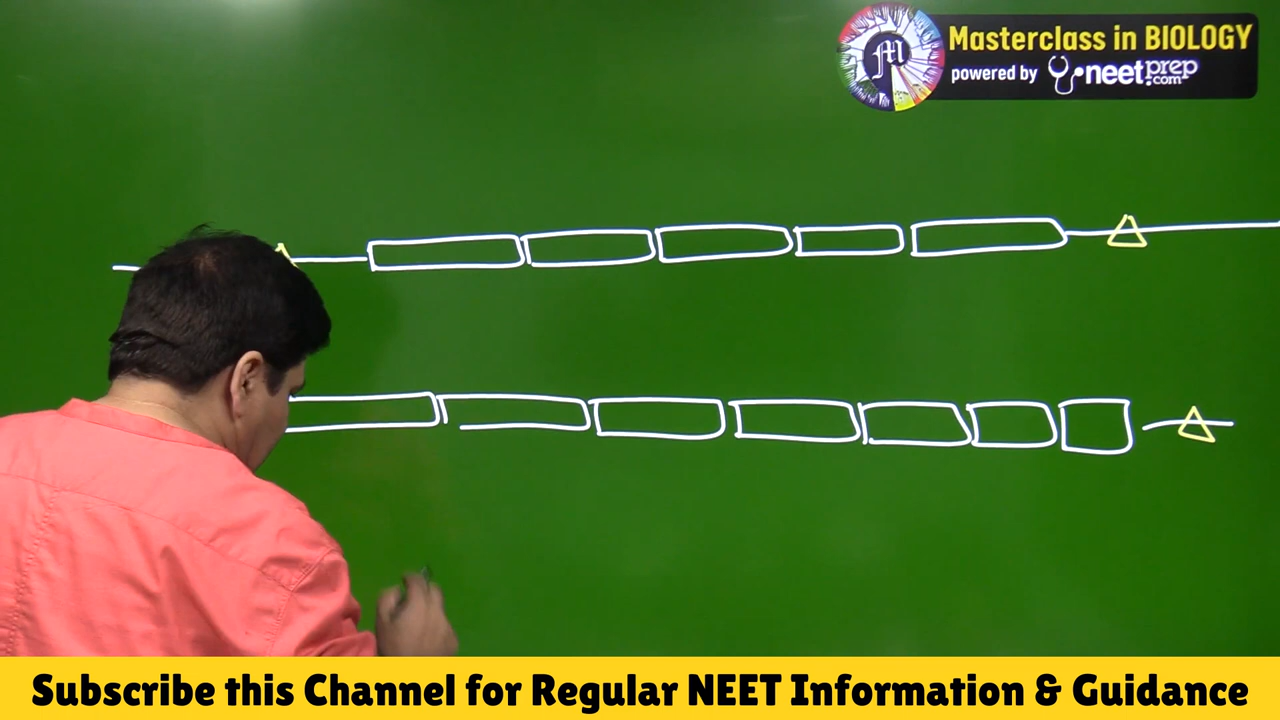 Masterclass in BIOLOGY
powered by neetprep.com
M
Subscribe this Channel for Regular NEET Information & Guidance